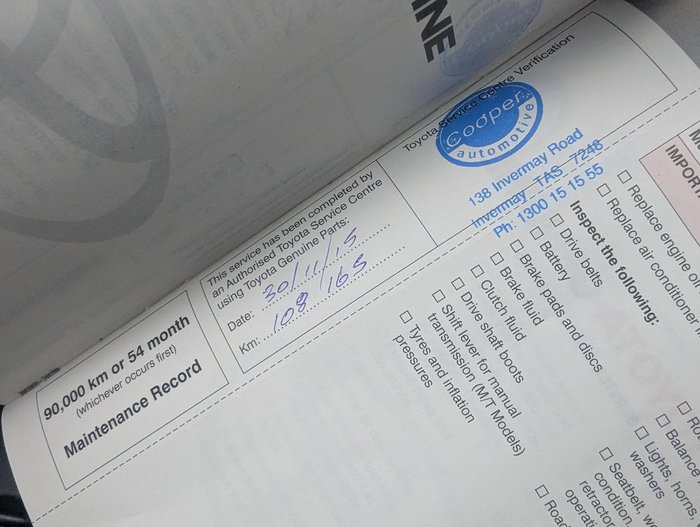 INE
90,000 km or 54 month
(whichever occurs first)
Maintenance Record
This service has been completed by
an Authorised Toyota Service Centre
using Toyota Genuine Parts:
Date: 30/11/15
Km: 108 165
Toyota Service Centre Verification
Cooper
automotive
138 Invermay Road
Invermay TAS 7248
Ph: 1300 15 15 55
IMPOR
Replace engine
Replace air conditioner
Inspect the following:
Drive belts
Battery
Brake pads and discs
Brake fluid
Clutch fluid
Drive shaft boots
Shift lever for manual
transmission (M/T Models)
Tyres and inflation
pressures
Balance
Lights, horns,
washers
Seatbelt,
condition
retracto
opera
Road